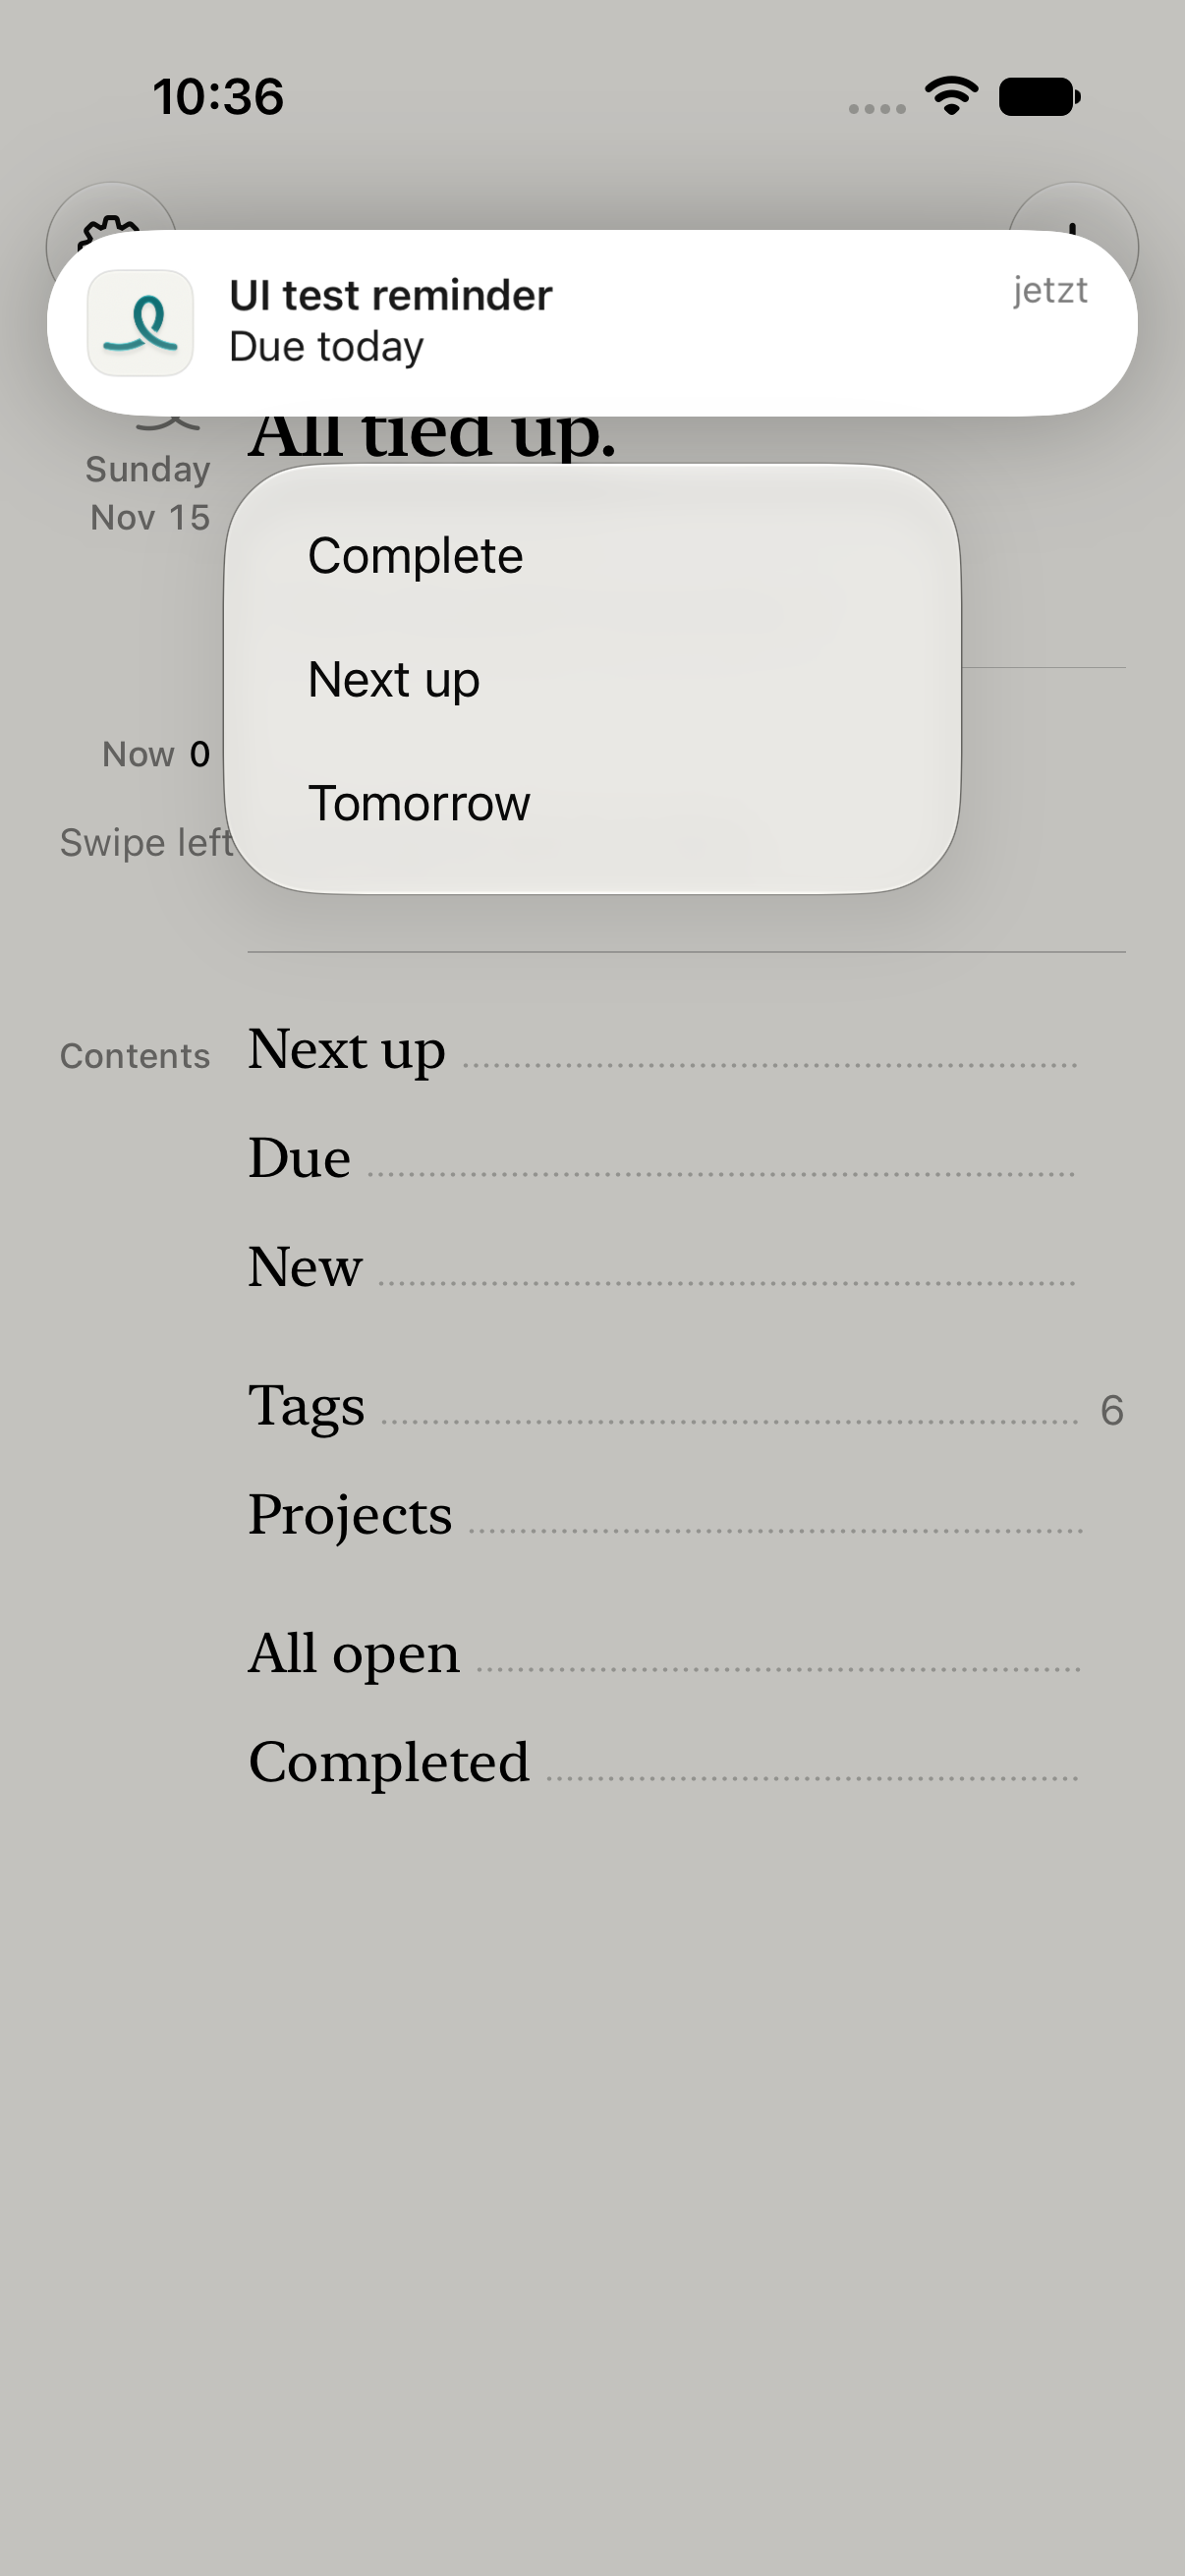 10:36
UI test reminder
jetzt
Due today
All tied up.
Sunday
Nov 15
Complete
Next up
Now 0
Tomorrow
Swipe left
Contents
Next up
Due
New
Tags 6
Projects
All open
Completed